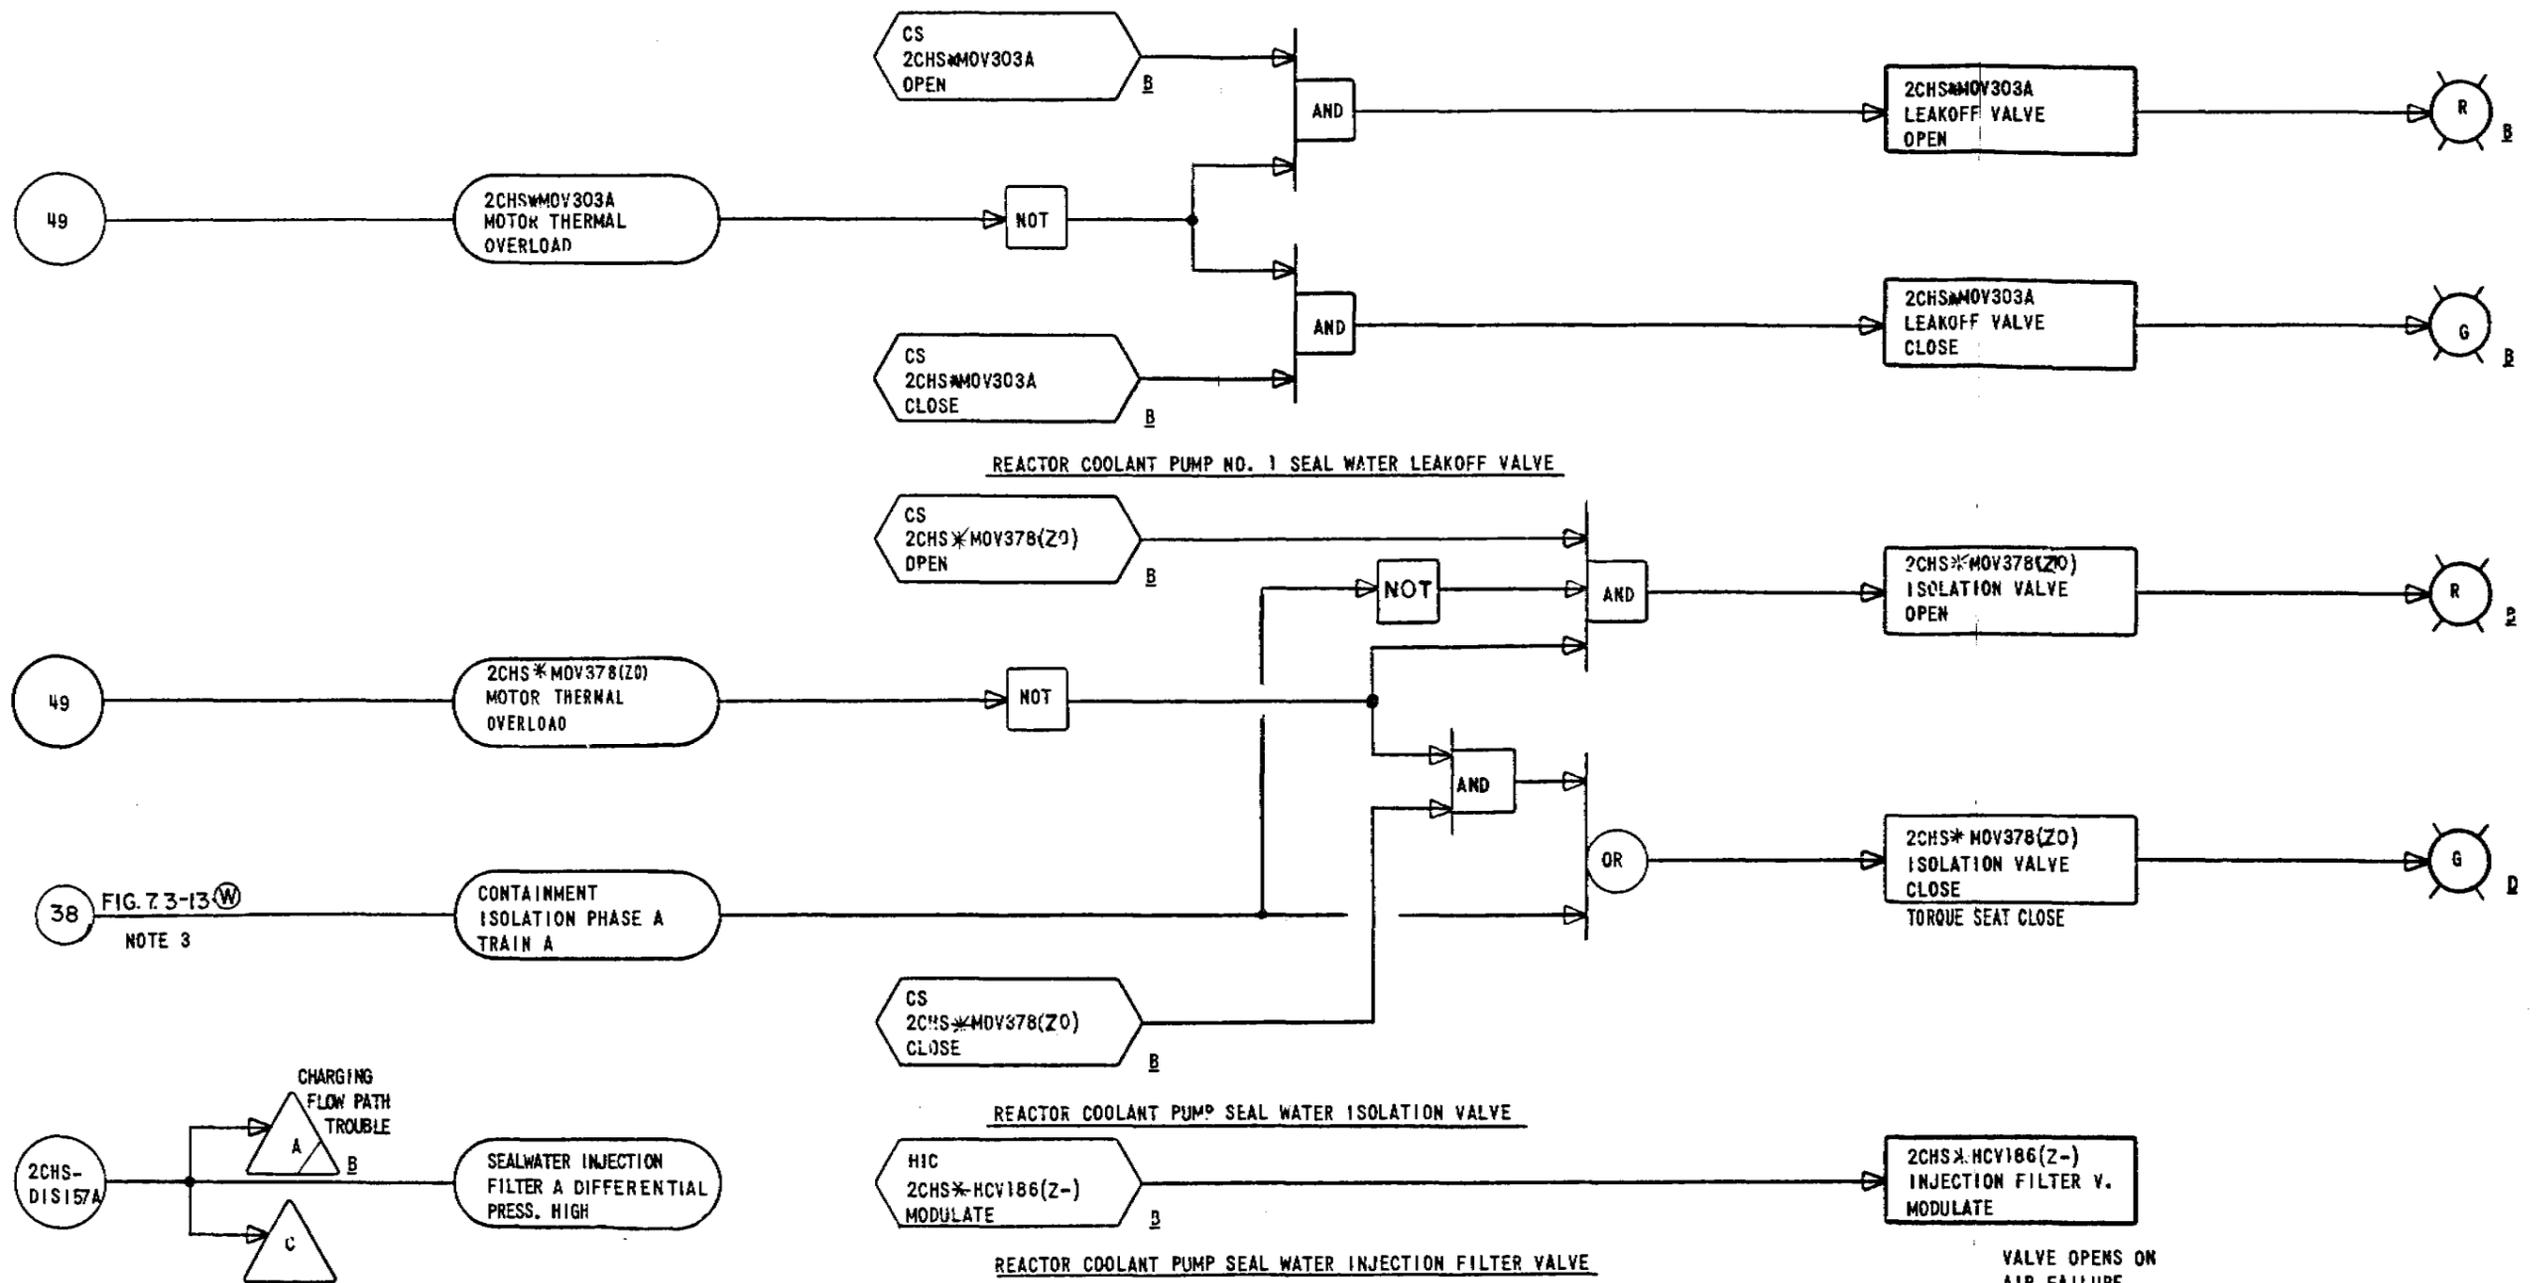 CS
2CHS*MOV303A
OPEN
B
AND
2CHS*MOV303A
LEAKOFF VALVE
OPEN
R
B
49
2CHS*MOV303A
MOTOR THERMAL
OVERLOAD
NOT
CS
2CHS*MOV303A
CLOSE
B
AND
2CHS*MOV303A
LEAKOFF VALVE
CLOSE
G
B
REACTOR COOLANT PUMP NO. 1 SEAL WATER LEAKOFF VALVE
CS
2CHS*MOV378(ZO)
OPEN
B
NOT
AND
2CHS*MOV378(ZO)
ISOLATION VALVE
OPEN
R
49
2CHS*MOV378(ZO)
MOTOR THERMAL
OVERLOAD
NOT
AND
OR
2CHS*MOV378(ZO)
ISOLATION VALVE
CLOSE
TORQUE SEAT CLOSE
G
38
FIG. 7.3-13 W
NOTE 3
CONTAINMENT
ISOLATION PHASE A
TRAIN A
CS
2CHS*MOV378(ZO)
CLOSE
B
REACTOR COOLANT PUMP SEAL WATER ISOLATION VALVE
CHARGING
FLOW PATH
TROUBLE
A
B
2CHS-
DIS157A
C
SEALWATER INJECTION
FILTER A DIFFERENTIAL
PRESS. HIGH
HIC
2CHS*HCV186(Z-)
MODULATE
B
2CHS*HCV186(Z-)
INJECTION FILTER V.
MODULATE
REACTOR COOLANT PUMP SEAL WATER INJECTION FILTER VALVE
VALVE OPENS ON
AIR FAILURE